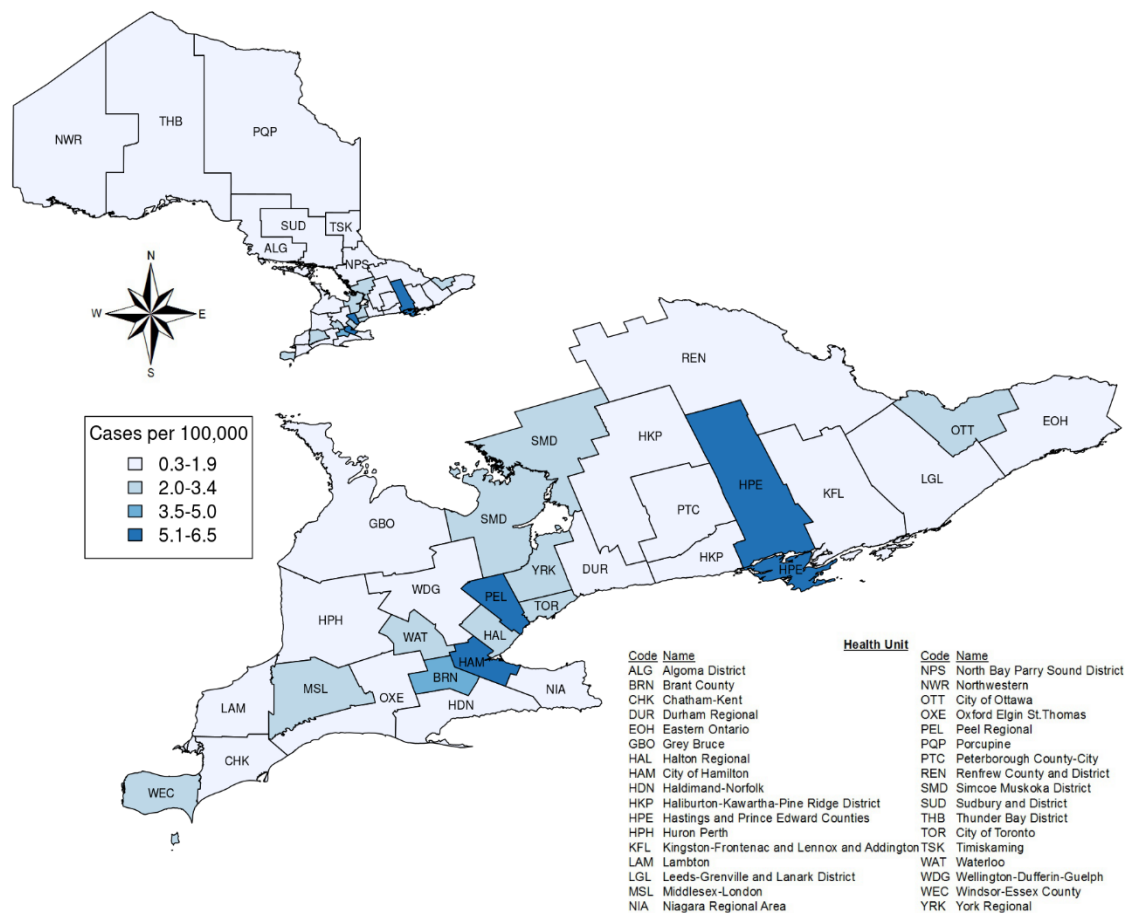 NWR
THB
PQP
SUD
TSK
ALG
NPS
N
W
E
S
Cases per 100,000
0.3-1.9
2.0-3.4
3.5-5.0
5.1-6.5
REN
SMD
HKP
OTT
EOH
HPE
LGL
KFL
PTC
GBO
SMD
HKP
YRK
DUR
HPE
WDG
PEL
TOR
HPH
WAT
HAL
HAM
BRN
MSL
OXE
NIA
HDN
LAM
CHK
WEC
Health Unit
Code Name
ALG Algoma District
BRN Brant County
CHK Chatham-Kent
DUR Durham Regional
EOH Eastern Ontario
GBO Grey Bruce
HAL Halton Regional
HAM City of Hamilton
HDN Haldimand-Norfolk
HKP Haliburton-Kawartha-Pine Ridge District
HPE Hastings and Prince Edward Counties
HPH Huron Perth
KFL Kingston-Frontenac and Lennox and Addington
LAM Lambton
LGL Leeds-Grenville and Lanark District
MSL Middlesex-London
NIA Niagara Regional Area
Code Name
NPS North Bay Parry Sound District
NWR Northwestern
OTT City of Ottawa
OXE Oxford Elgin St.Thomas
PEL Peel Regional
PQP Porcupine
PTC Peterborough County-City
REN Renfrew County and District
SMD Simcoe Muskoka District
SUD Sudbury and District
THB Thunder Bay District
TOR City of Toronto
TSK Timiskaming
WAT Waterloo
WDG Wellington-Dufferin-Guelph
WEC Windsor-Essex County
YRK York Regional